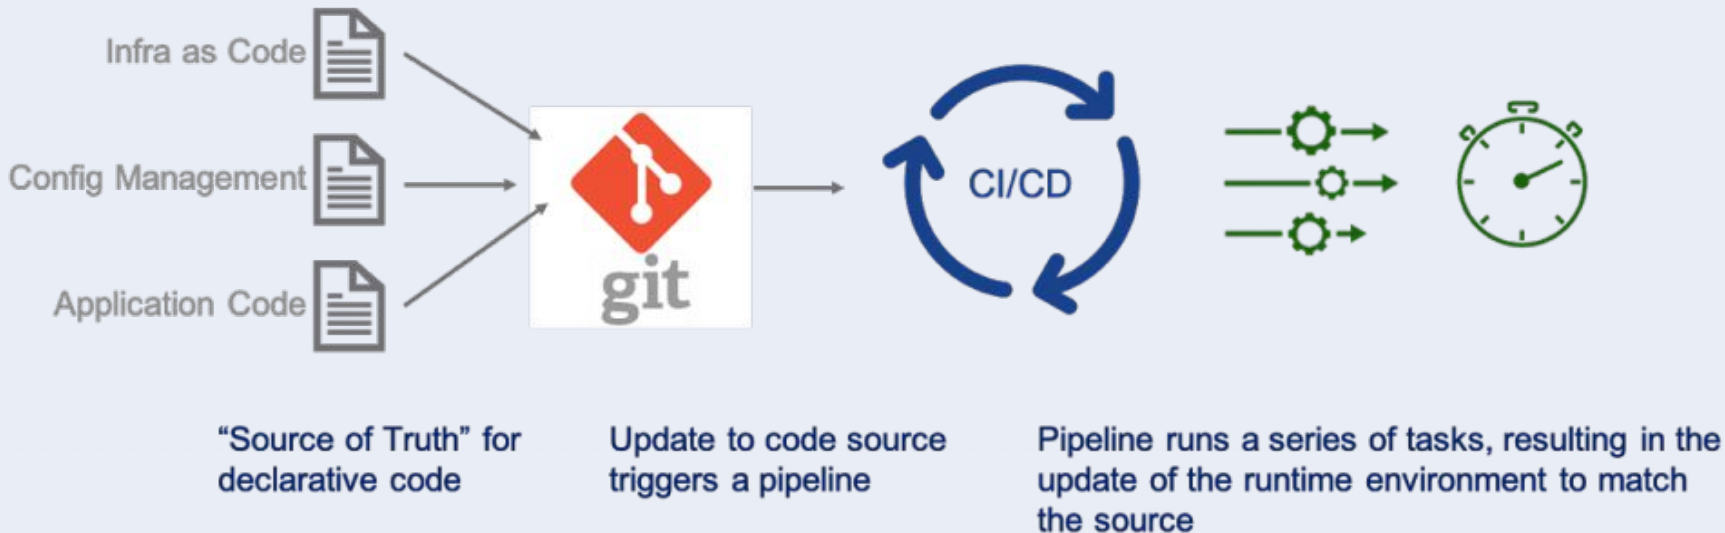 Infra as Code
Config Management
Application Code
git
CI/CD
“Source of Truth” for
declarative code
Update to code source
triggers a pipeline
Pipeline runs a series of tasks, resulting in the
update of the runtime environment to match
the source